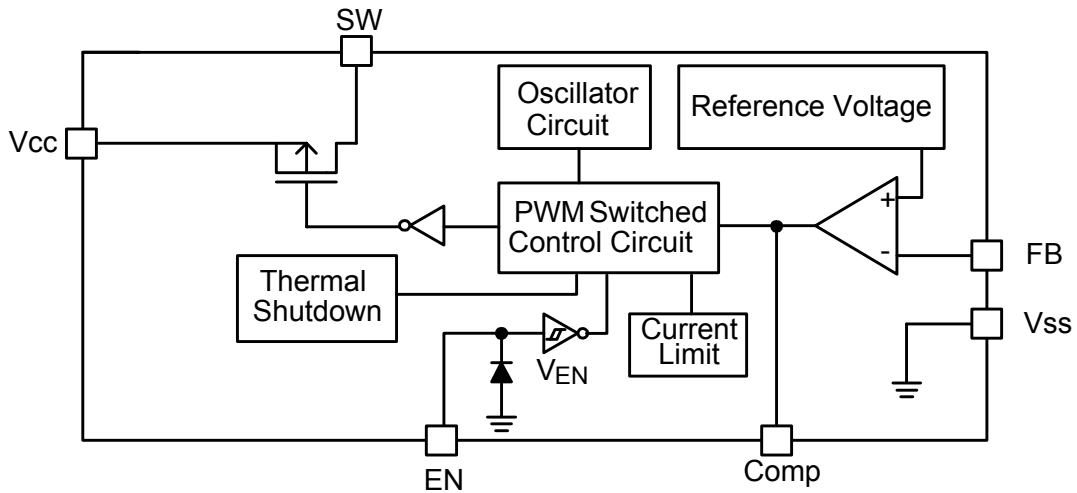 SW
Oscillator
Circuit
Reference Voltage
Vcc
PWM Switched
Control Circuit
+
-
FB
Thermal
Shutdown
Current
Limit
Vss
VEN
EN
Comp